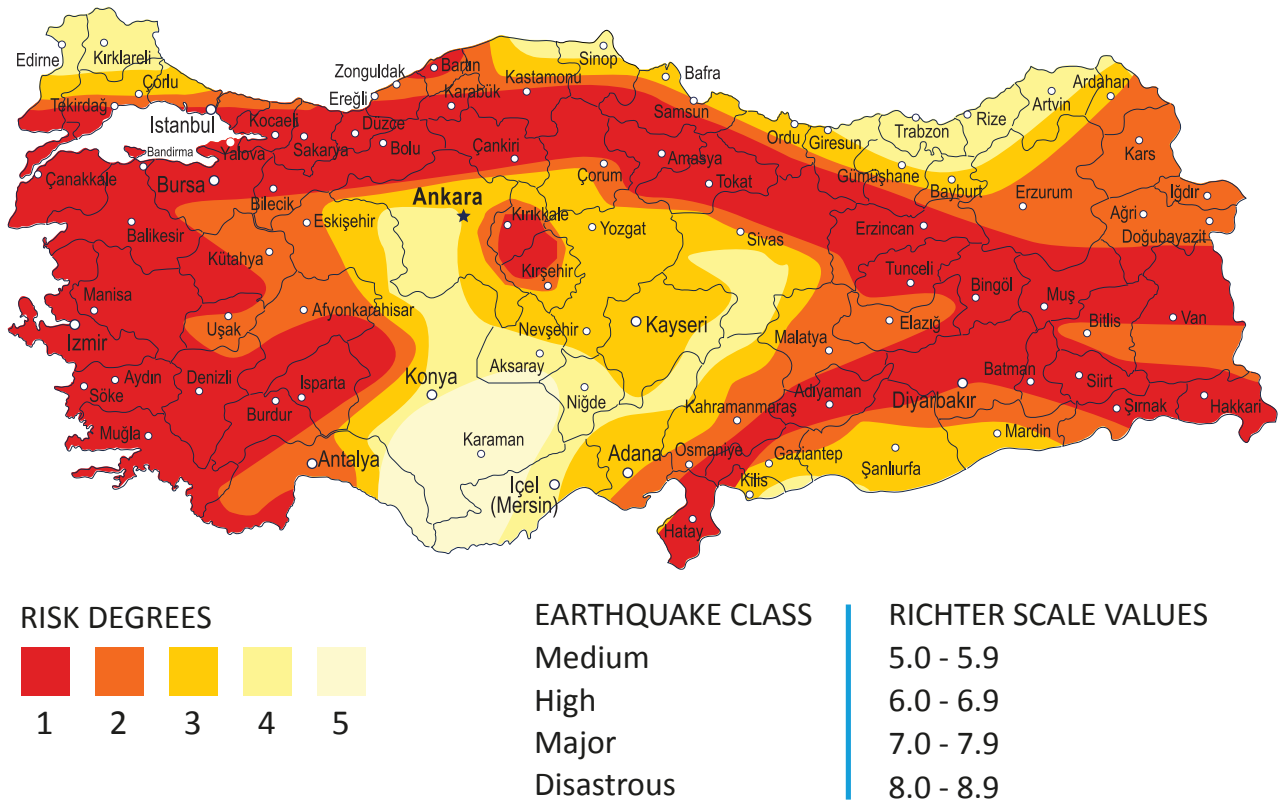 Edirne
Kırklareli
Çorlu
Tekirdağ
Istanbul
Kocaeli
Sakarya
Düzce
Bolu
Ereğli
Zonguldak
Bartın
Karabük
Kastamonu
Sinop
Bafra
Samsun
Ordu
Giresun
Trabzon
Rize
Artvin
Ardahan
Kars
Gümüşhane
Bayburt
Erzurum
Iğdır
Ağri
Doğubayazit
Çanakkale
Bandirma
Yalova
Bursa
Bilecik
Eskişehir
Ankara
Çankiri
Çorum
Amasya
Tokat
Kırıkkale
Yozgat
Sivas
Erzincan
Tunceli
Bingöl
Muş
Bitlis
Van
Balikesir
Kütahya
Manisa
Uşak
Afyonkarahisar
Kırşehir
Nevşehir
Kayseri
Malatya
Elazığ
Izmir
Aydın
Denizli
Isparta
Burdur
Söke
Muğla
Antalya
Konya
Aksaray
Niğde
Karaman
Içel
(Mersin)
Adana
Kahramanmaraş
Osmaniye
Adıyaman
Gaziantep
Kilis
Hatay
Şanlıurfa
Diyarbakır
Mardin
Batman
Siirt
Şırnak
Hakkari
RISK DEGREES
1 2 3 4 5
EARTHQUAKE CLASS RICHTER SCALE VALUES
Medium 5.0 - 5.9
High 6.0 - 6.9
Major 7.0 - 7.9
Disastrous 8.0 - 8.9